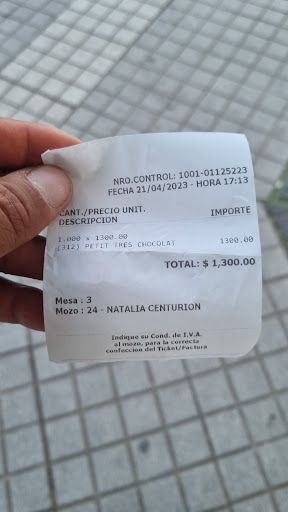 NRO.CONTROL: 1001-01125223
FECHA 21/04/2023 - HORA 17:13
CANT./PRECIO UNIT.
DESCRIPCION IMPORTE
1.000 x 1300.00
(312) PETIT TRES CHOCOLAT 1300.00
TOTAL: $ 1,300.00
Mesa : 3
Mozo : 24 - NATALIA CENTURION
Indique su Cond. de I.V.A.
al mozo, para la correcta
confeccion del Ticket/Factura